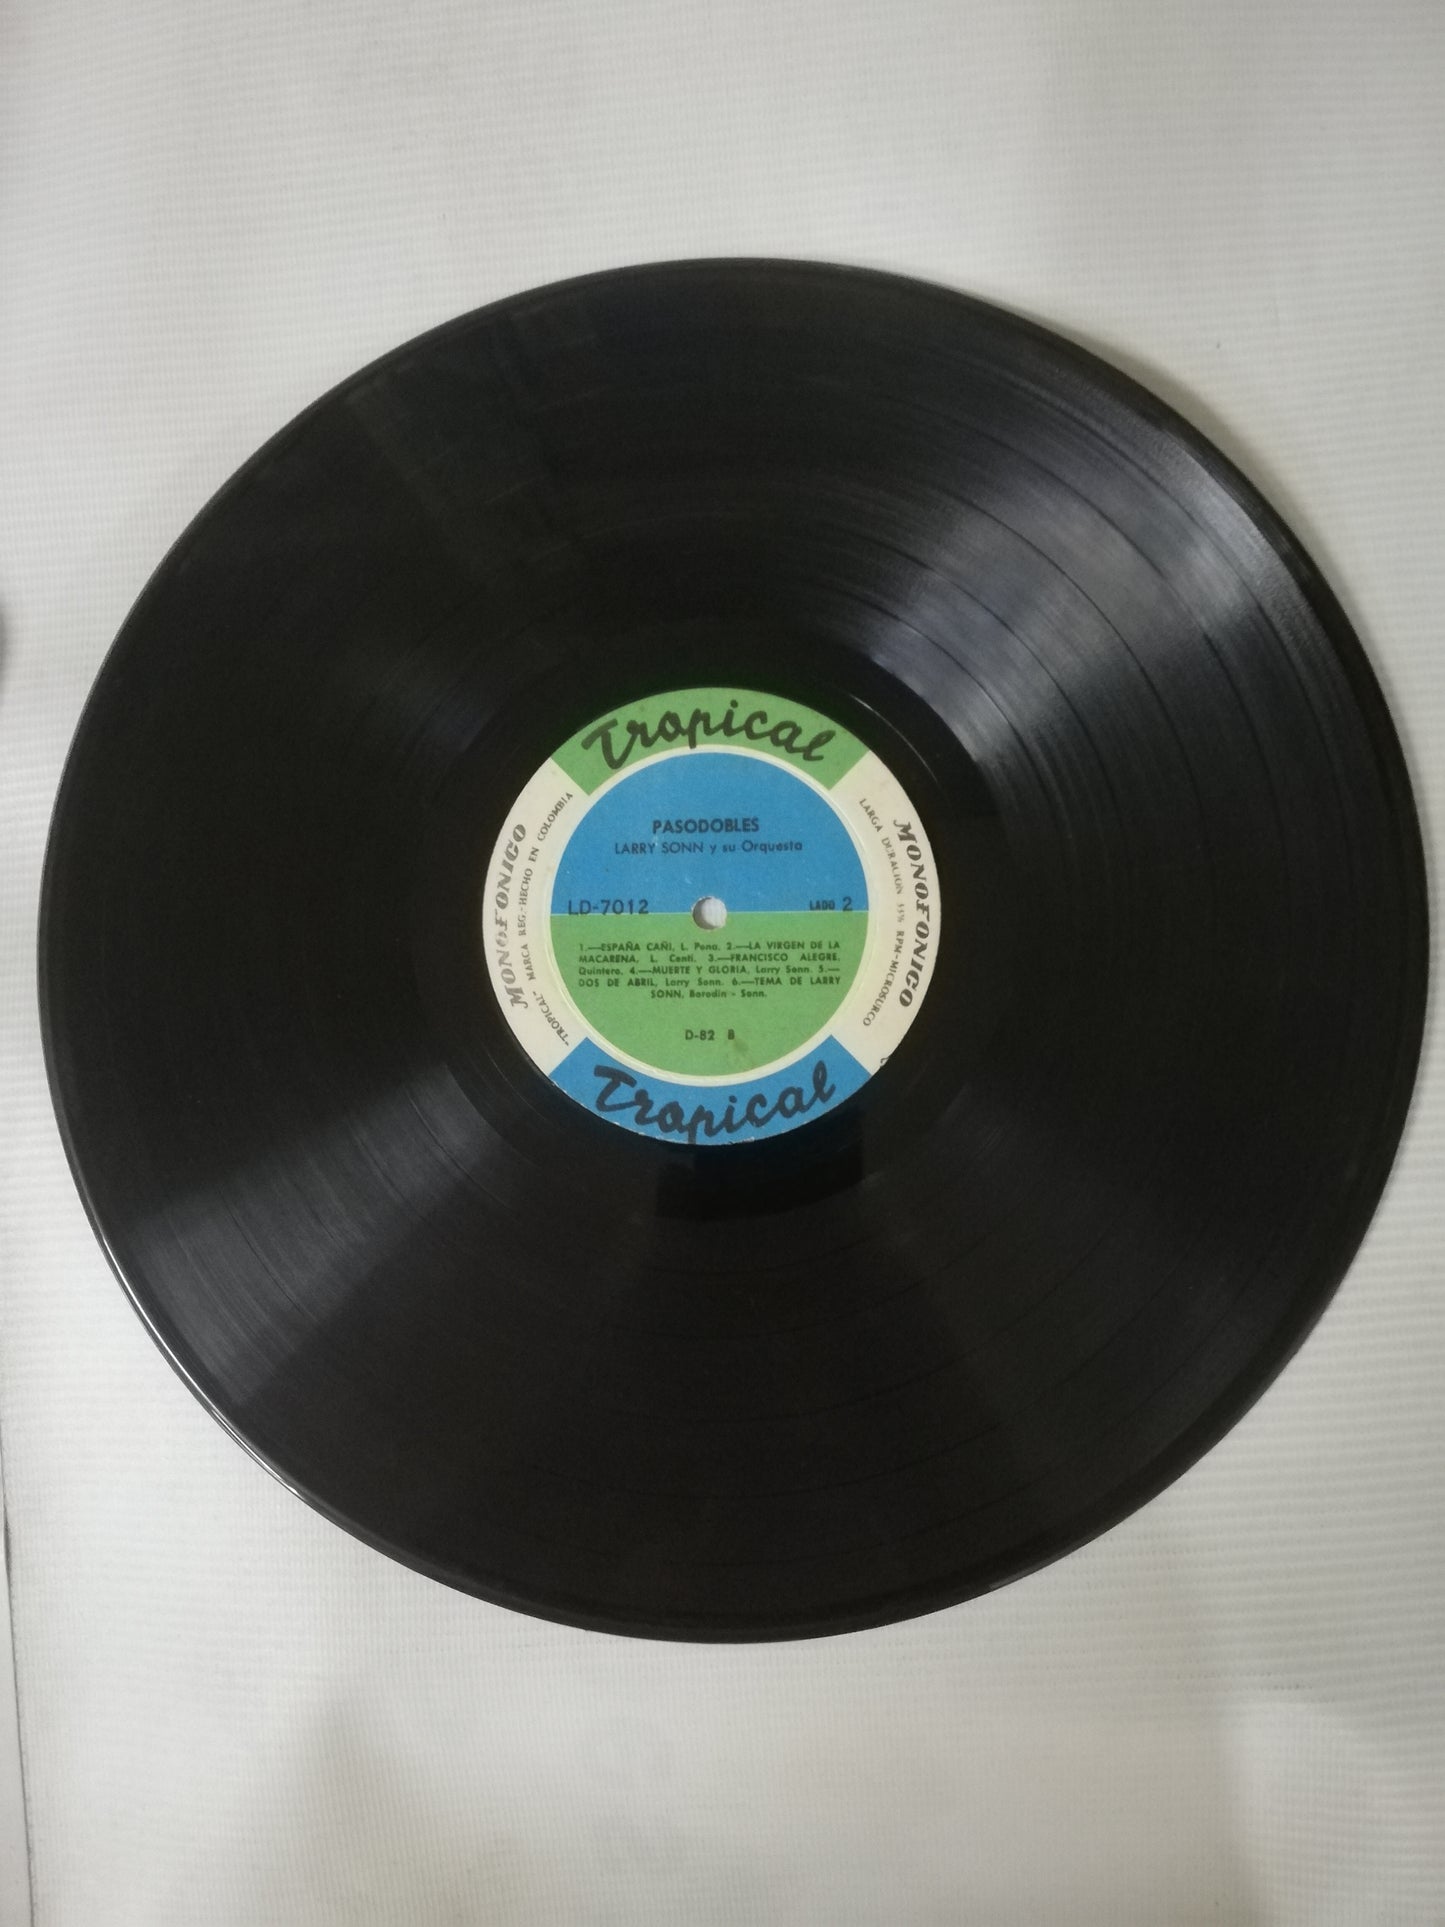 Tropical
PASODOBLES
LARRY SONN y su Orquesta
LD-7012
LADO 2
1.—ESPAÑA CAÑI, L. Pena. 2.—LA VIRGEN DE LA
MACARENA, L. Centi. 3.—FRANCISCO ALEGRE,
Quintero. 4.—MUERTE Y GLORIA, Larry Sonn. 5.—
DOS DE ABRIL, Larry Sonn. 6.—TEMA DE LARRY
SONN, Borodin - Sonn.
D-82 B
MONOFONICO
"TROPICAL" MARCA REG.-HECHO EN COLOMBIA
MONOFONICO
LARGA DURACION RPM-MICROSURCO
Tropical